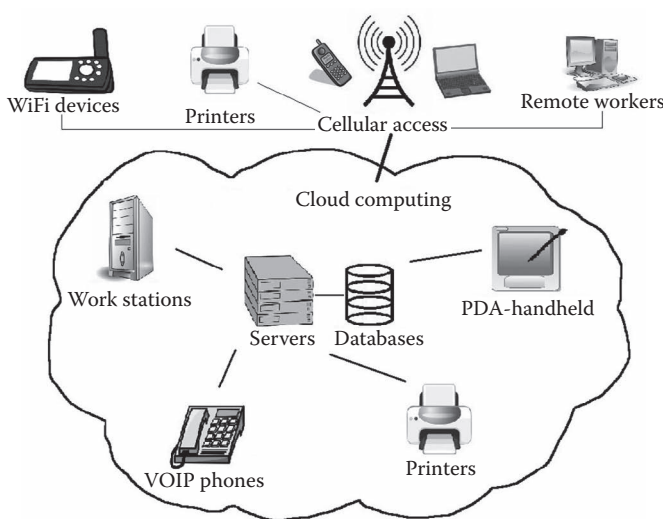 WiFi devices
Printers
Cellular access
Remote workers
Cloud computing
Work stations
PDA-handheld
Servers
Databases
VOIP phones
Printers